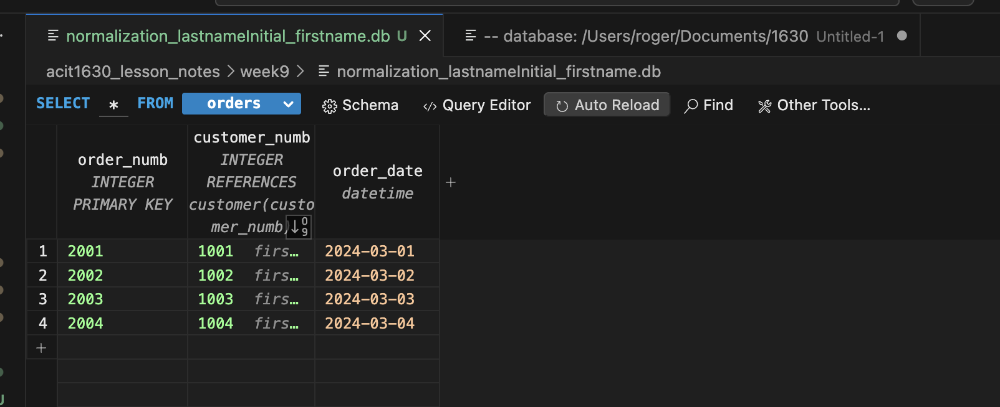 normalization_lastnameInitial_firstname.db U
-- database: /Users/roger/Documents/1630 Untitled-1
acit1630_lesson_notes > week9 > normalization_lastnameInitial_firstname.db
SELECT * FROM orders Schema </> Query Editor Auto Reload Find Other Tools...
order_numb
INTEGER
PRIMARY KEY
customer_numb
INTEGER
REFERENCES
customer(custo
mer_numb)
order_date
datetime
+
1 2001 1001 firs… 2024-03-01
2 2002 1002 firs… 2024-03-02
3 2003 1003 firs… 2024-03-03
4 2004 1004 firs… 2024-03-04
+